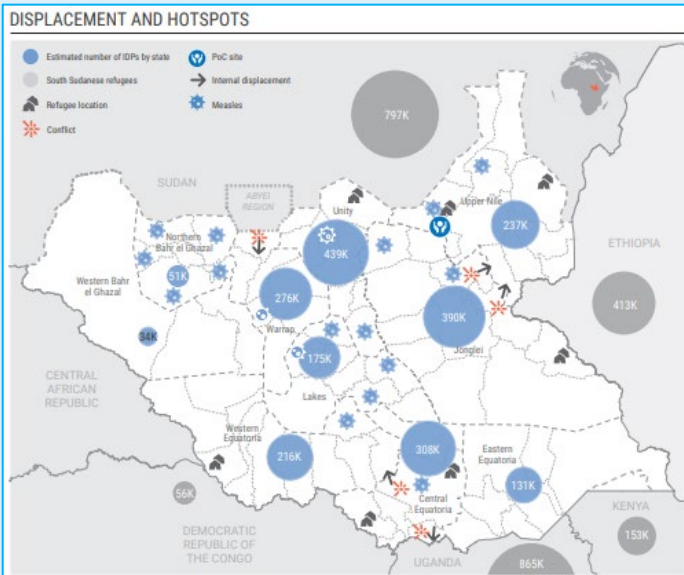 DISPLACEMENT AND HOTSPOTS
Estimated number of IDPs by state
PoC site
South Sudanese refugees
Internal displacement
Refugee location
Measles
Conflict
797K
SUDAN
ABYEI
REGION
Unity
Upper Nile
237K
Northern
Bahr el Ghazal
439K
ETHIOPIA
51K
Western Bahr
el Ghazal
276K
413K
390K
34K
Warrap
175K
Jonglei
CENTRAL
AFRICAN
REPUBLIC
Lakes
Western
Equatoria
308K
Eastern
Equatoria
216K
131K
56K
Central
Equatoria
KENYA
DEMOCRATIC
REPUBLIC OF
THE CONGO
153K
UGANDA
865K